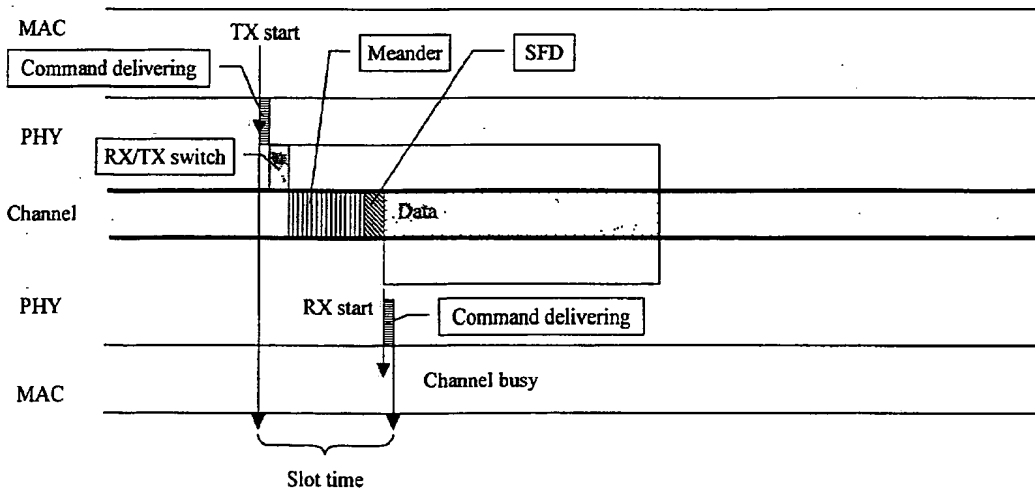 MAC
TX start
Meander
SFD
Command delivering
PHY
RX/TX switch
Channel
Data
PHY
RX start
Command delivering
Channel busy
MAC
Slot time